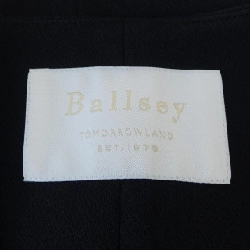 Ballsey
TOMORROWLAND
EST. 1978